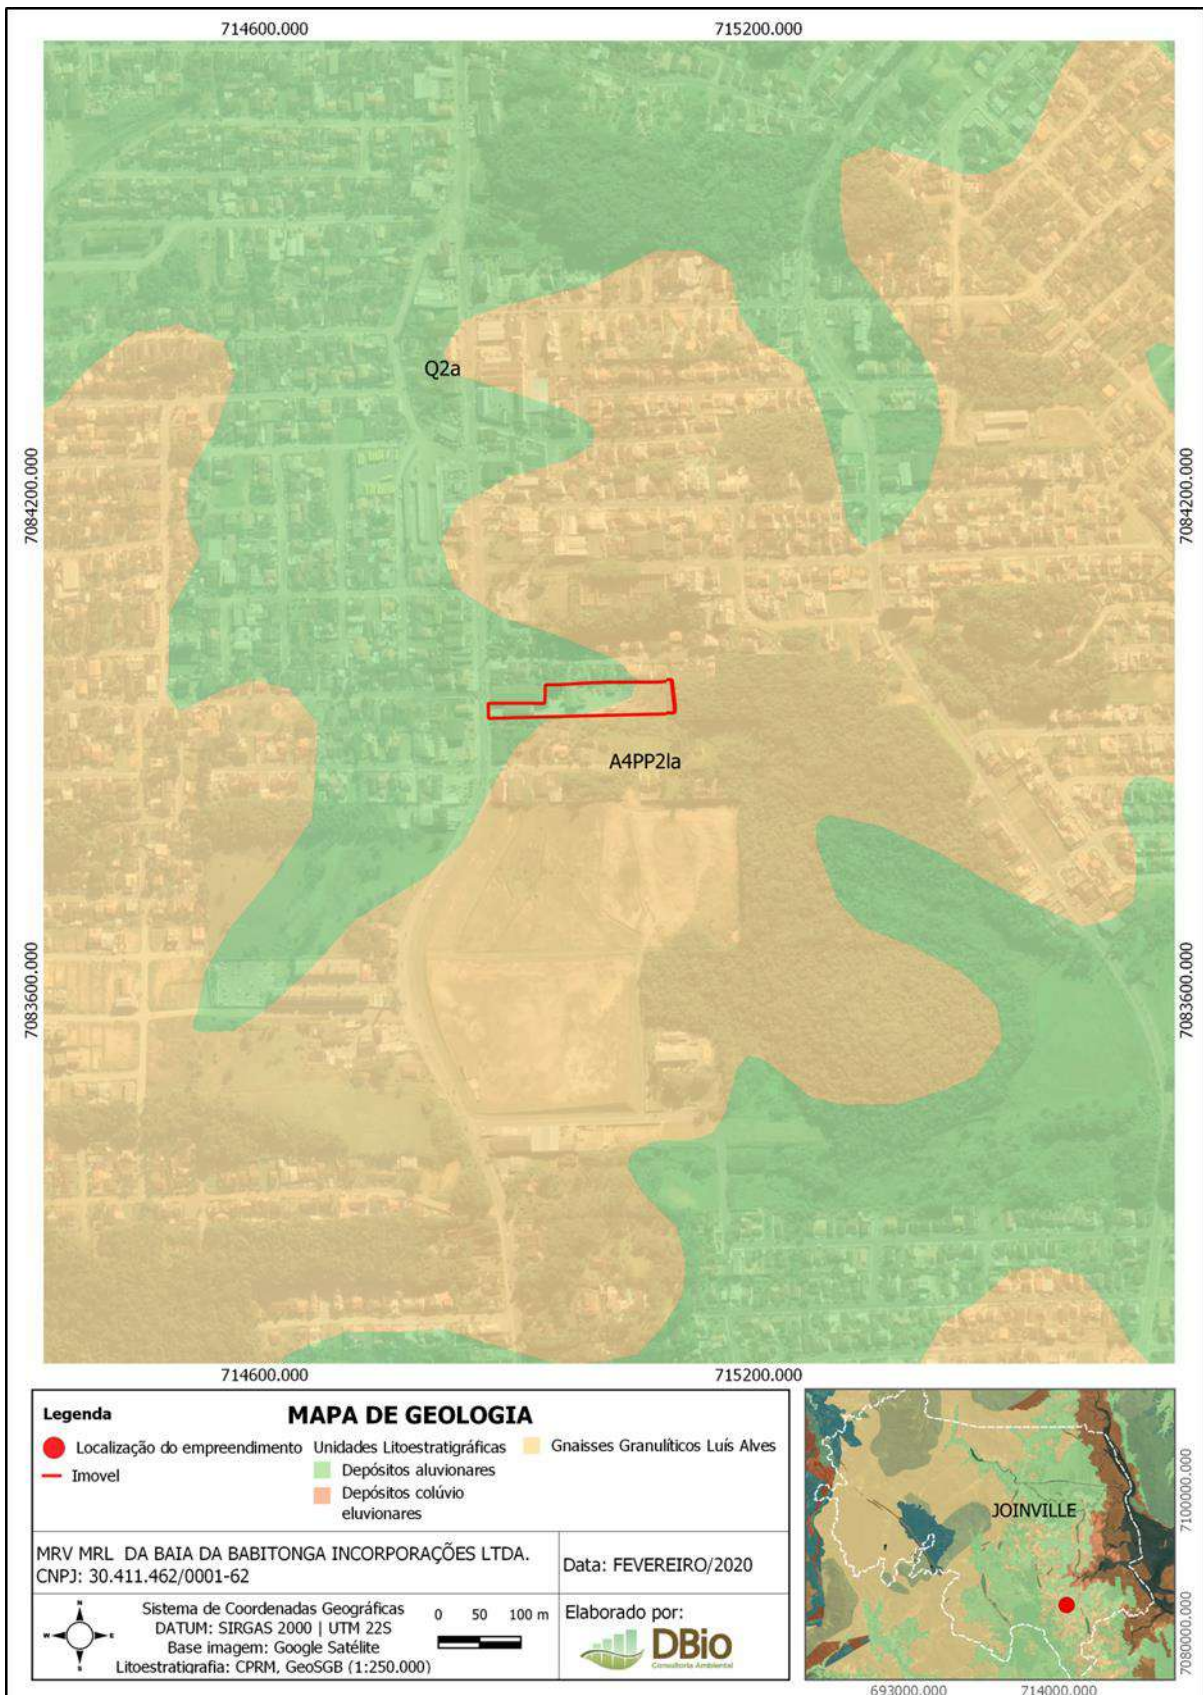 714600.000 715200.000
Q2a
7084200.000 7084200.000
A4PP2la
7083600.000 7083600.000
714600.000 715200.000
Legenda
MAPA DE GEOLOGIA
Localização do empreendimento
Imovel
Unidades Litoestratigráficas
Depósitos aluvionares
Depósitos colúvio
eluvionares
Gnaisses Granulíticos Luís Alves
MRV MRL DA BAIA DA BABITONGA INCORPORAÇÕES LTDA.
CNPJ: 30.411.462/0001-62
Data: FEVEREIRO/2020
N
W E
S
Sistema de Coordenadas Geográficas
DATUM: SIRGAS 2000 | UTM 22S
Base imagem: Google Satélite
Litoestratigrafia: CPRM, GeoSGB (1:250.000)
0 50 100 m
Elaborado por:
DBio
Consultoria Ambiental
JOINVILLE
7100000.000
7080000.000
693000.000 714000.000